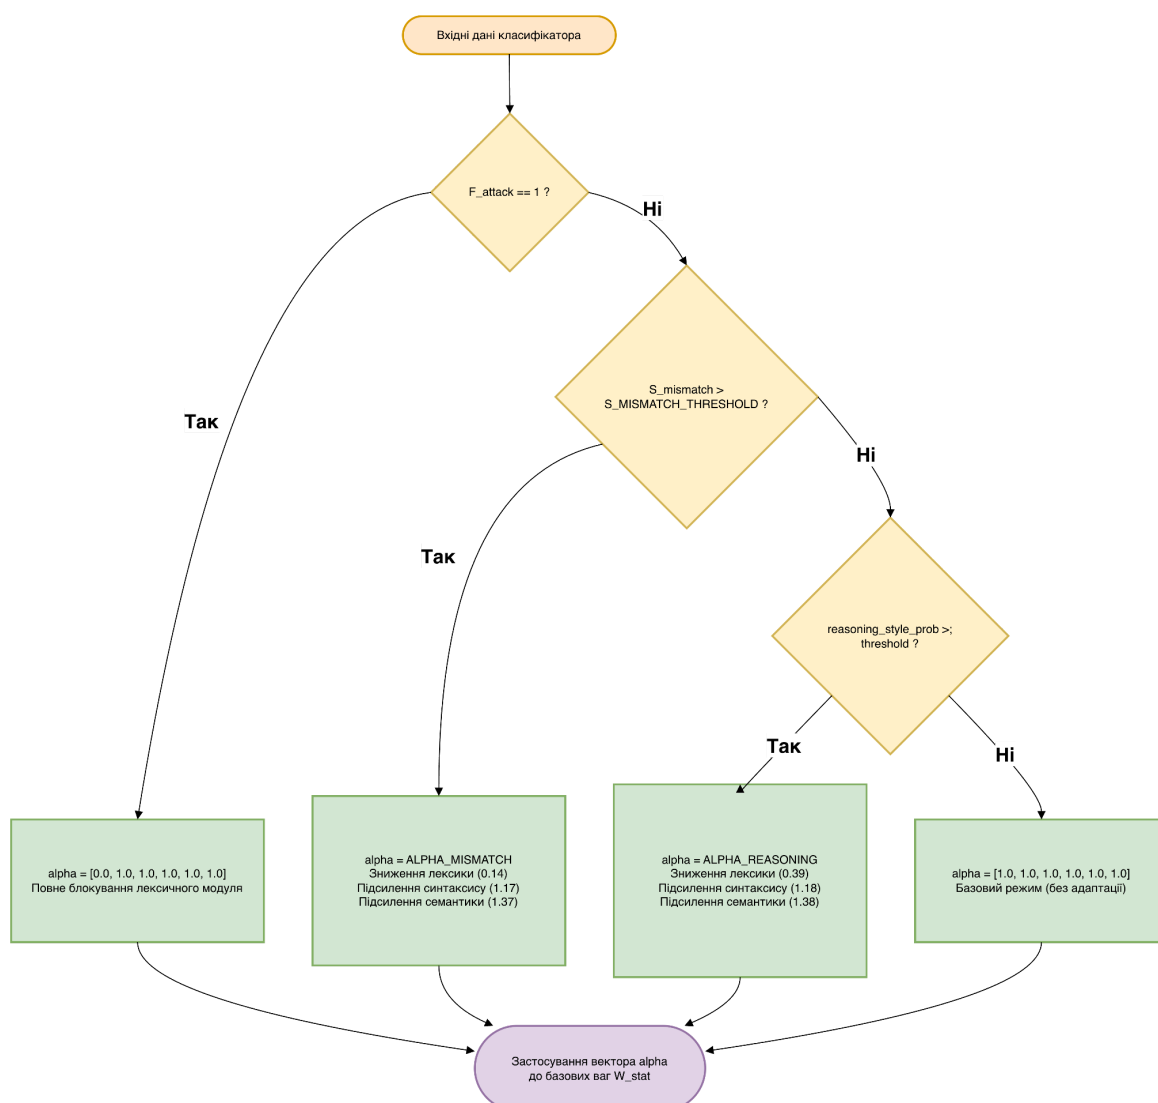 Вхідні дані класифікатора
F_attack == 1 ?
Ні
S_mismatch >
S_MISMATCH_THRESHOLD ?
Так
Ні
Так
reasoning_style_prob >;
threshold ?
Так
Ні
alpha = [0.0, 1.0, 1.0, 1.0, 1.0, 1.0]
Повне блокування лексичного модуля
alpha = ALPHA_MISMATCH
Зниження лексики (0.14)
Підсилення синтаксису (1.17)
Підсилення семантики (1.37)
alpha = ALPHA_REASONING
Зниження лексики (0.39)
Підсилення синтаксису (1.18)
Підсилення семантики (1.38)
alpha = [1.0, 1.0, 1.0, 1.0, 1.0, 1.0]
Базовий режим (без адаптації)
Застосування вектора alpha
до базових ваг W_stat